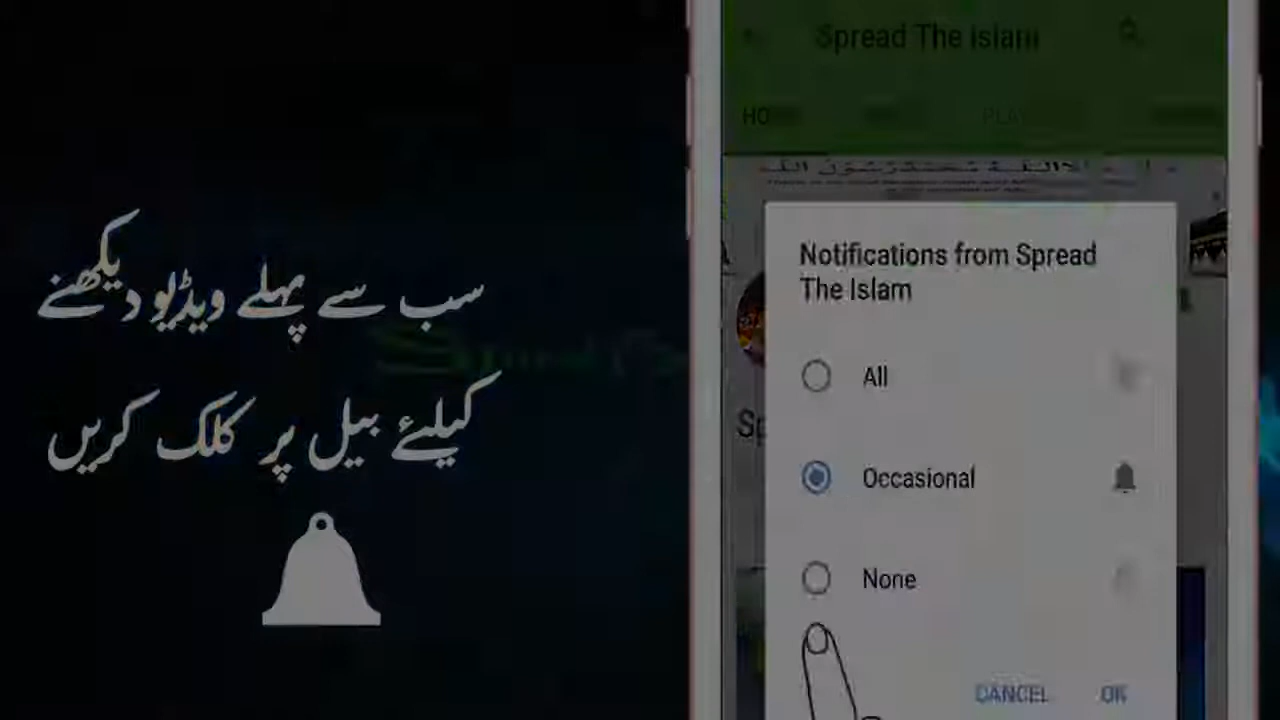 سب سے پہلے ویڈیو دیکھنے
کیلئے بیل پر کلک کریں
Spread The Islam
HO
Notifications from Spread
The Islam
All
Occasional
None
CANCEL
OK